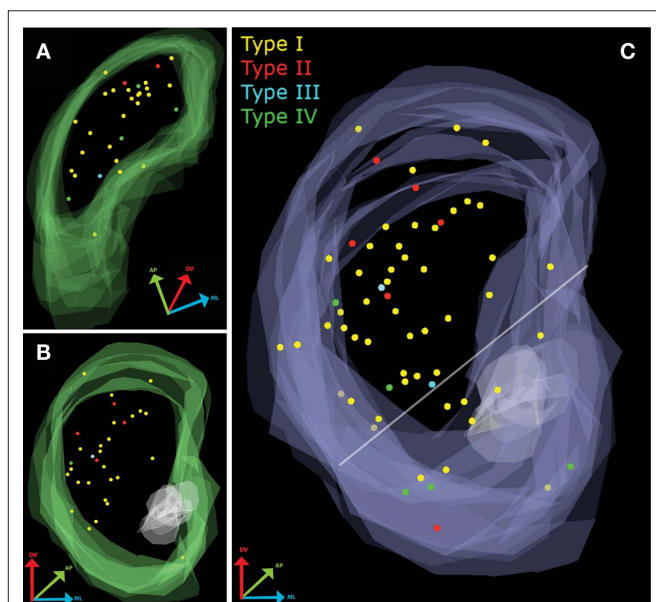 A
AP
DV
ML
B
DV
AP
ML
Type I
Type II
Type III
Type IV
C
DV
AP
ML